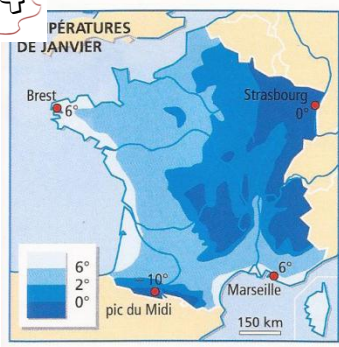 PÉRATURES
DE JANVIER
Brest
6°
Strasbourg
0°
6°
2°
0°
10°
pic du Midi
6°
Marseille
150 km